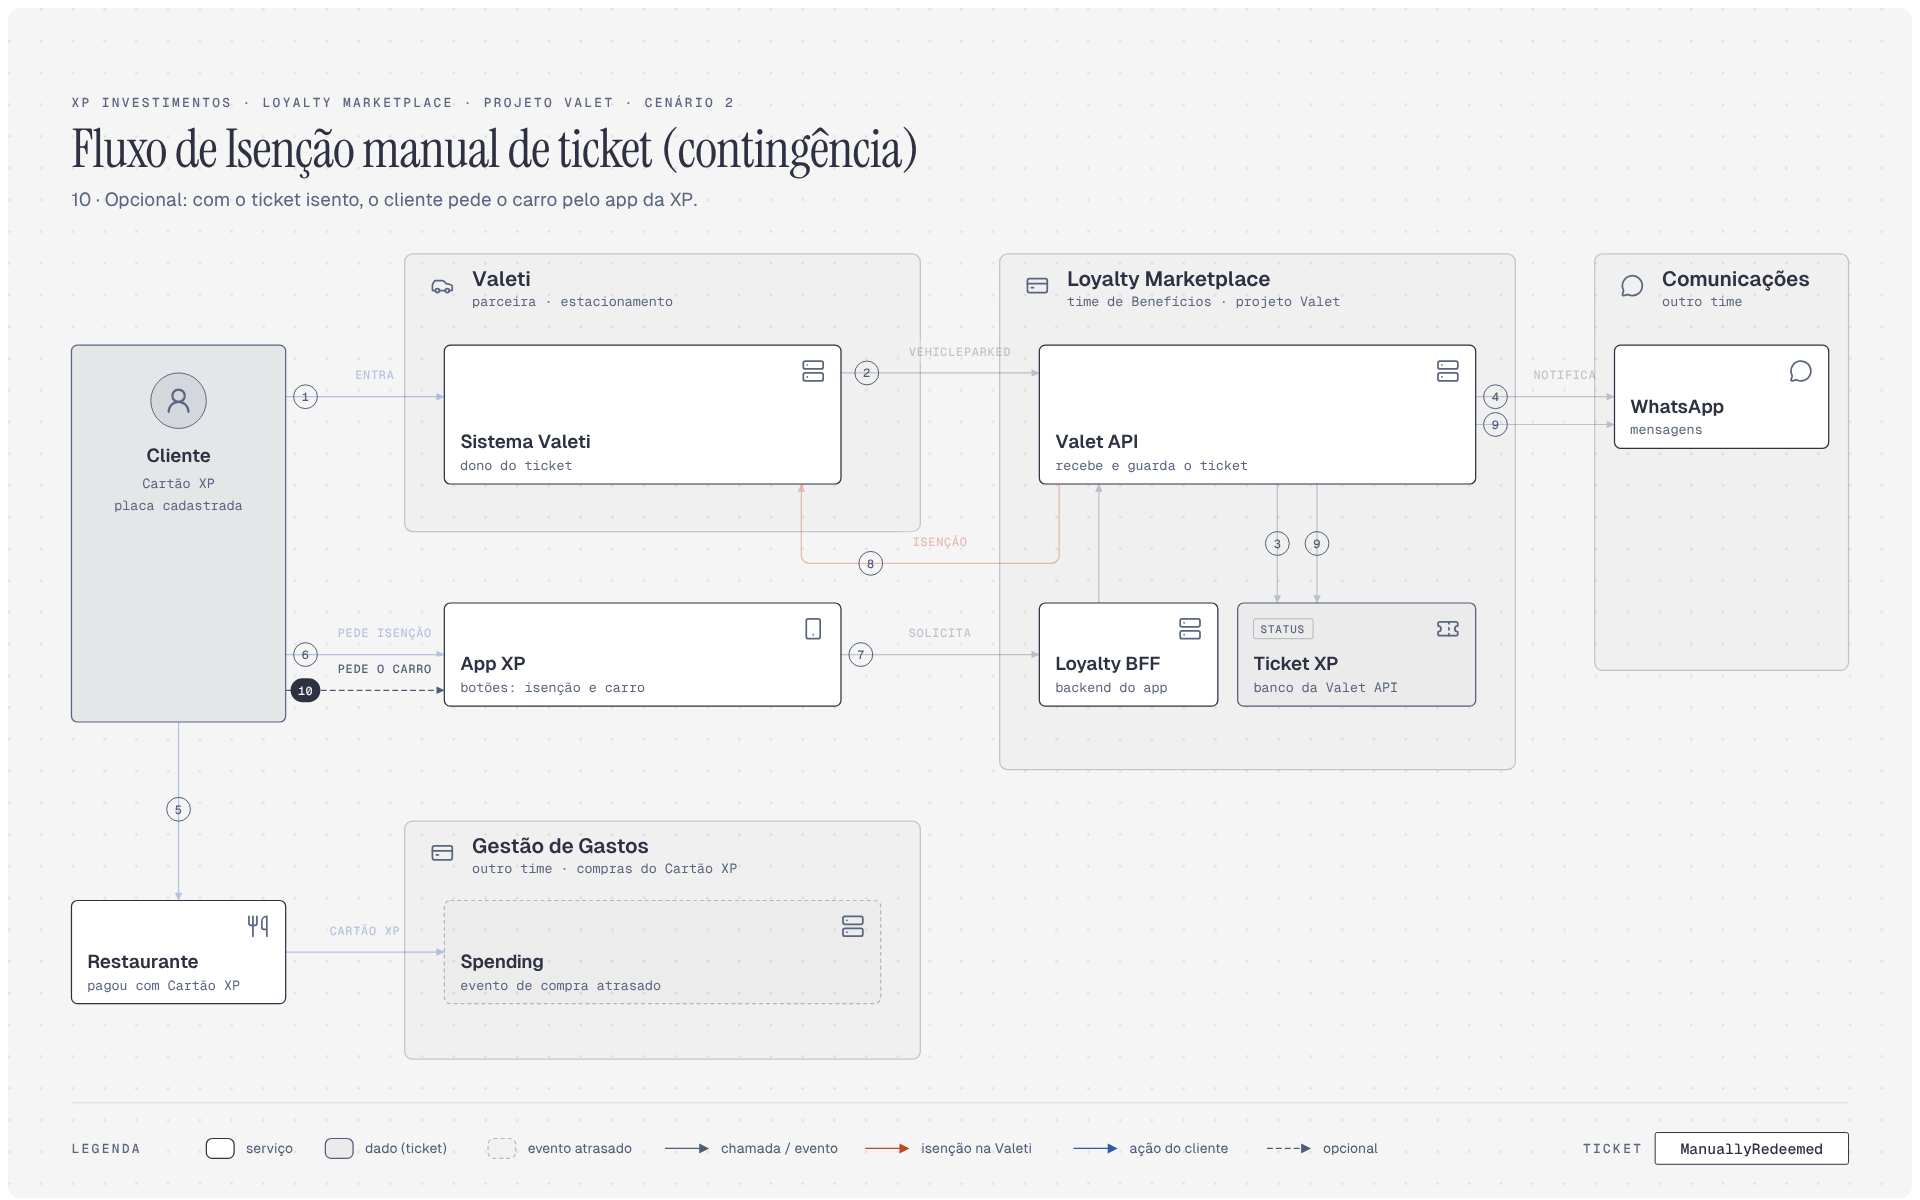 XP INVESTIMENTOS · LOYALTY MARKETPLACE · PROJETO VALET · CENÁRIO 2
Fluxo de Isenção manual de ticket (contingência)
10 · Opcional: com o ticket isento, o cliente pede o carro pelo app da XP.
Valeti
parceira · estacionamento
Loyalty Marketplace
time de Benefícios · projeto Valet
Comunicações
outro time
Cliente
Cartão XP
placa cadastrada
1
ENTRA
Sistema Valeti
dono do ticket
2
VEHICLEPARKED
Valet API
recebe e guarda o ticket
4
NOTIFICA
9
WhatsApp
mensagens
ISENÇÃO
8
3
9
6
PEDE ISENÇÃO
PEDE O CARRO
10
App XP
botões: isenção e carro
7
SOLICITA
Loyalty BFF
backend do app
STATUS
Ticket XP
banco da Valet API
5
Restaurante
pagou com Cartão XP
CARTÃO XP
Gestão de Gastos
outro time · compras do Cartão XP
Spending
evento de compra atrasado
LEGENDA
serviço
dado (ticket)
evento atrasado
chamada / evento
isenção na Valeti
ação do cliente
opcional
TICKET
ManuallyRedeemed